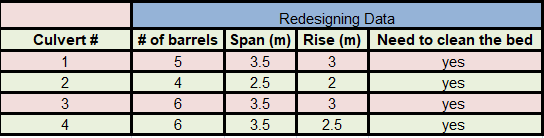 Redesigning Data
Culvert # # of barrels Span (m) Rise (m) Need to clean the bed
1 5 3.5 3 yes
2 4 2.5 2 yes
3 6 3.5 3 yes
4 6 3.5 2.5 yes